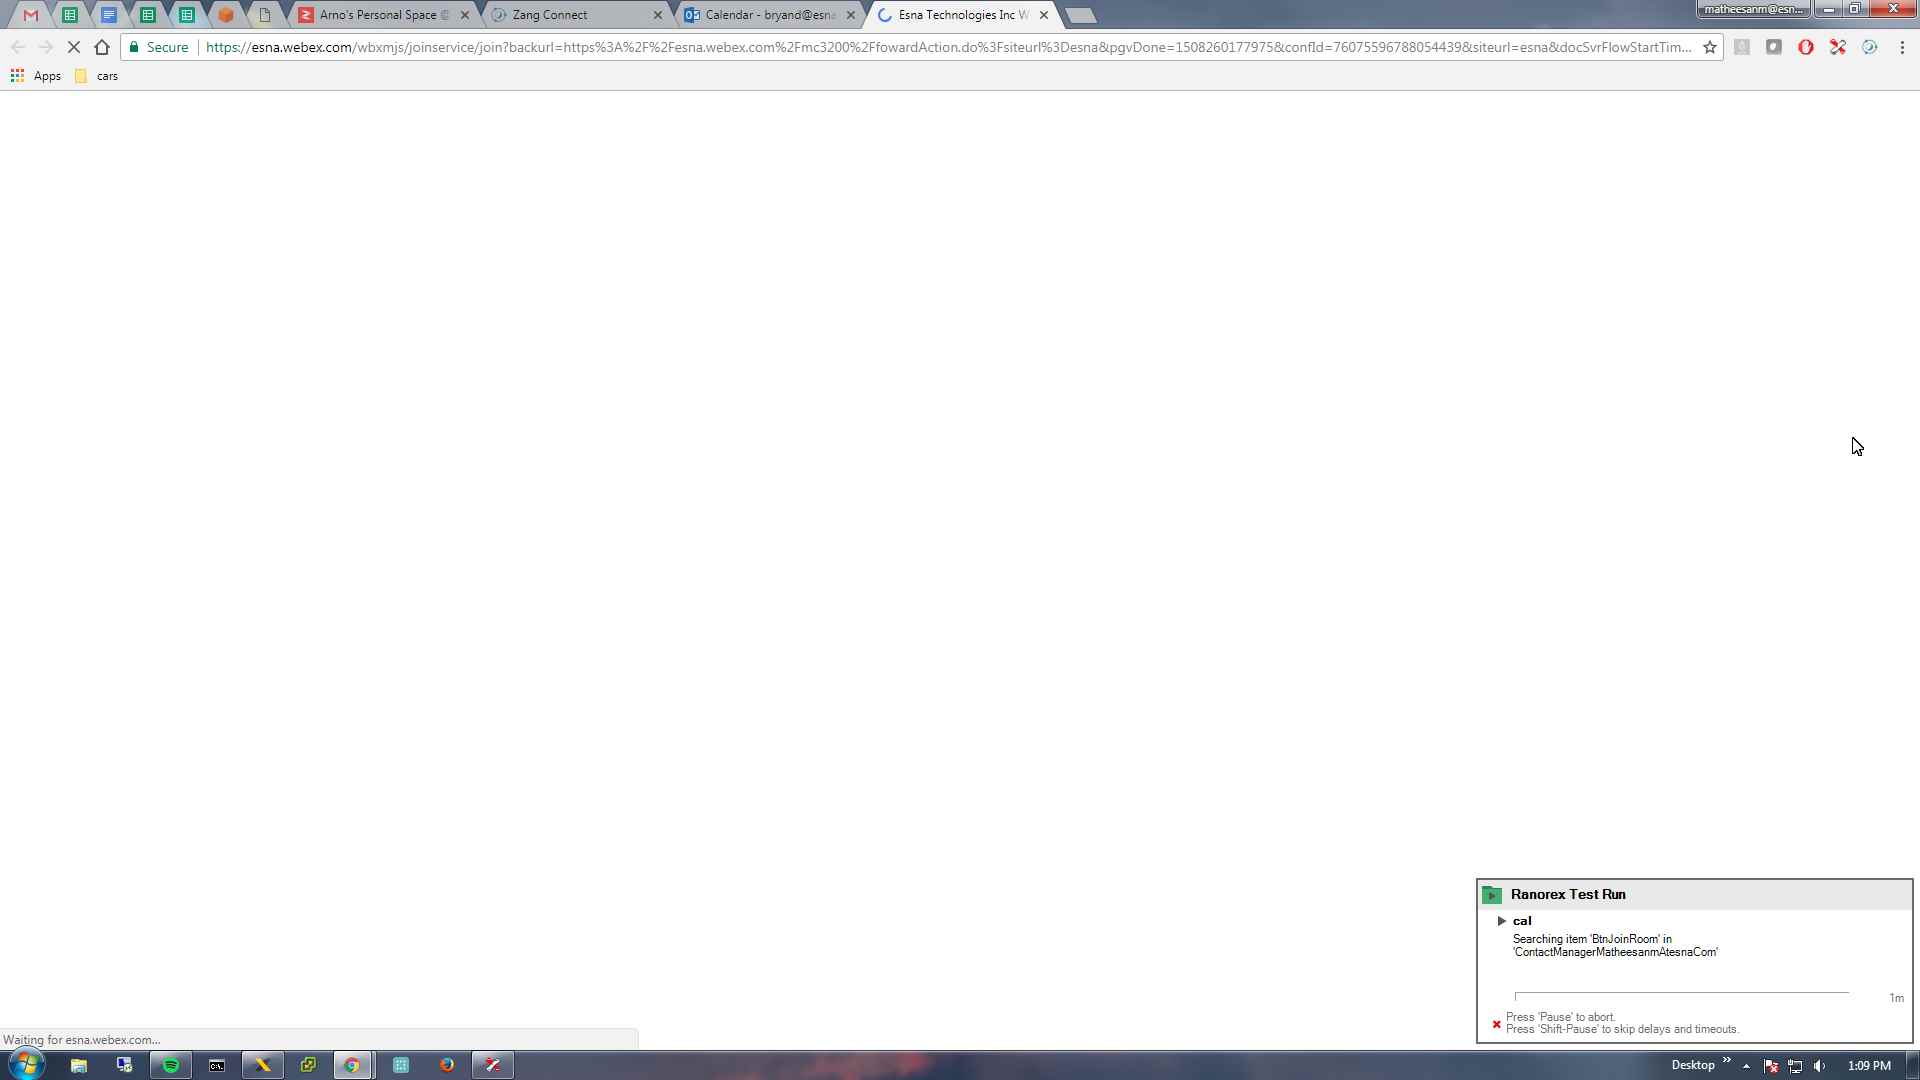 Arno's Personal Space @
Zang Connect
Calendar - bryand@esna
Esna Technologies Inc W
matheesanm@esn...
Secure
https://esna.webex.com/wbxmjs/joinservice/join?backurl=https%3A%2F%2Fesna.webex.com%2Fmc3200%2FfowardAction.do%3Fsiteurl%3Desna&pgvDone=1508260177975&confId=76075596788054439&siteurl=esna&docSvrFlowStartTim...
Apps
cars
Ranorex Test Run
cal
Searching item 'BtnJoinRoom' in
'ContactManagerMatheesanmAtesnaCom'
1m
Press 'Pause' to abort.
Press 'Shift-Pause' to skip delays and timeouts.
Waiting for esna.webex.com...
Desktop
1:09 PM